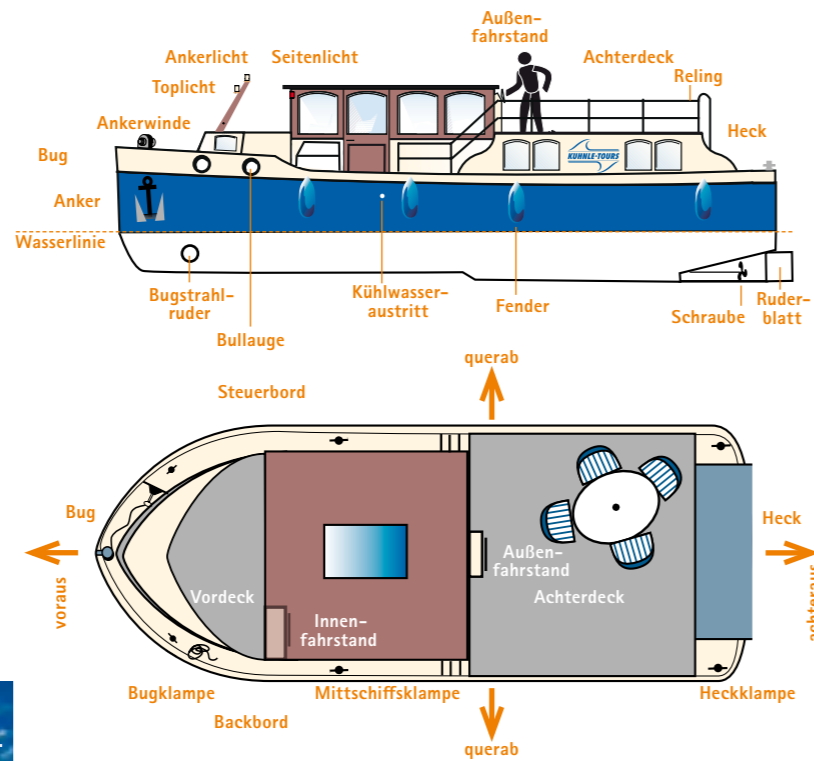 Außen-
fahrstand
Ankerlicht
Seitenlicht
Achterdeck
Toplicht
Reling
Ankerwinde
Heck
Bug
KUHNLE-TOURS
Anker
Wasserlinie
Bugstrahl-
ruder
Kühlwasser-
austritt
Fender
Schraube
Ruder-
blatt
Bullauge
querab
Steuerbord
Bug
Heck
Außen-
fahrstand
voraus
achteraus
Vordeck
Achterdeck
Innen-
fahrstand
Bugklampe
Mittschiffsklampe
Heckklampe
Backbord
querab